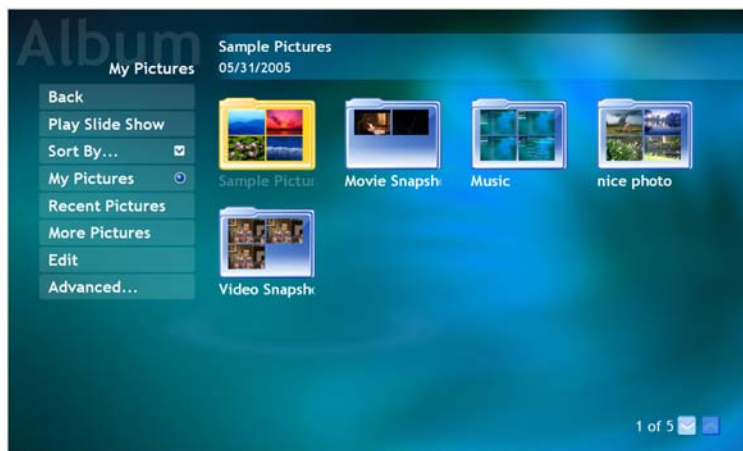 Album
My Pictures
Sample Pictures
05/31/2005
Back
Play Slide Show
Sort By...
My Pictures
Recent Pictures
More Pictures
Edit
Advanced...
Sample Pictur
Movie Snapsh
Music
nice photo
Video Snapsh
1 of 5